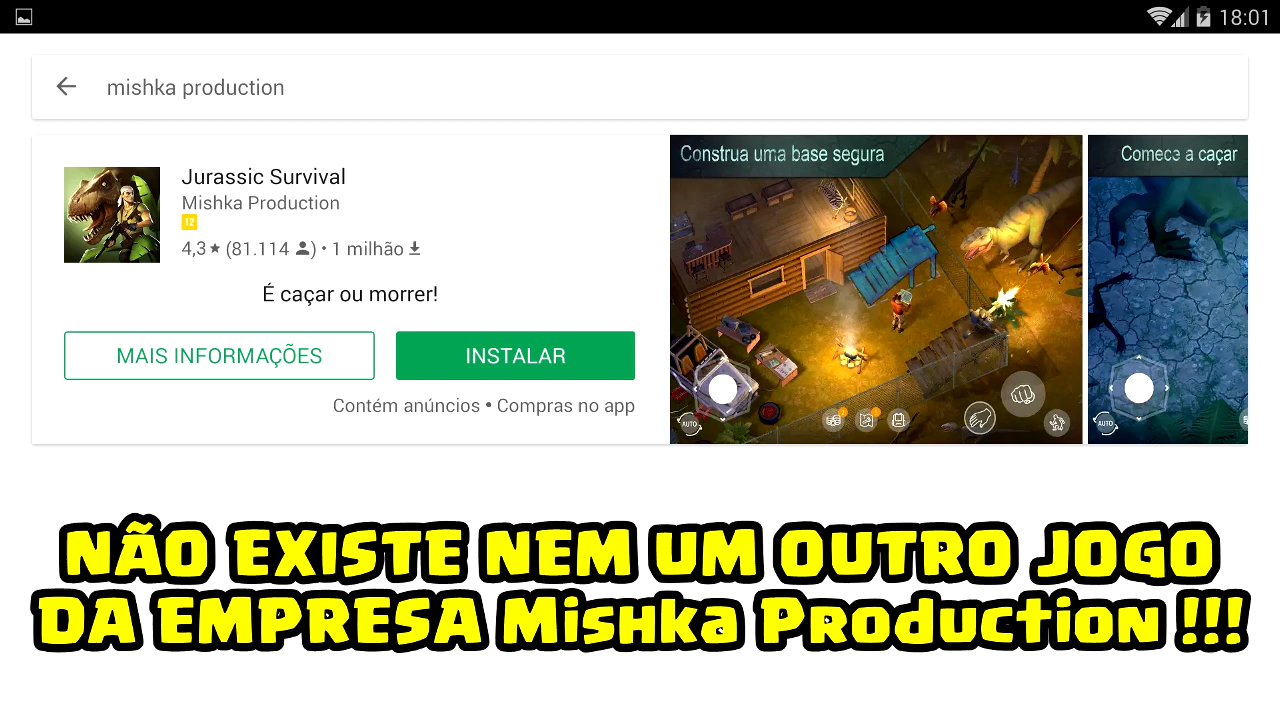 18:01
mishka production
Jurassic Survival
Mishka Production
12
4,3★ (81.114 ) • 1 milhão
É caçar ou morrer!
MAIS INFORMAÇÕES
INSTALAR
Contém anúncios • Compras no app
Construa uma base segura
AUTO
Comece a caçar
AUTO
NÃO EXISTE NEM UM OUTRO JOGO
DA EMPRESA Mishka Production !!!